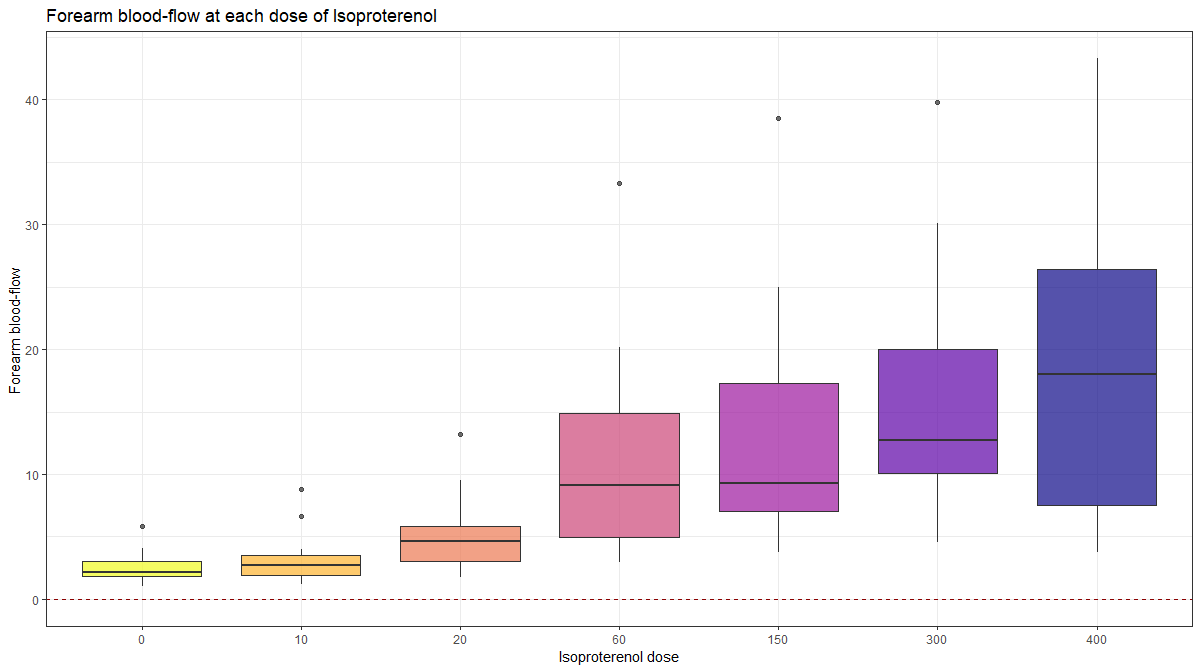 Forearm blood-flow at each dose of Isoproterenol
Forearm blood-flow
40
30
20
10
0
0 10 20 60 150 300 400
Isoproterenol dose